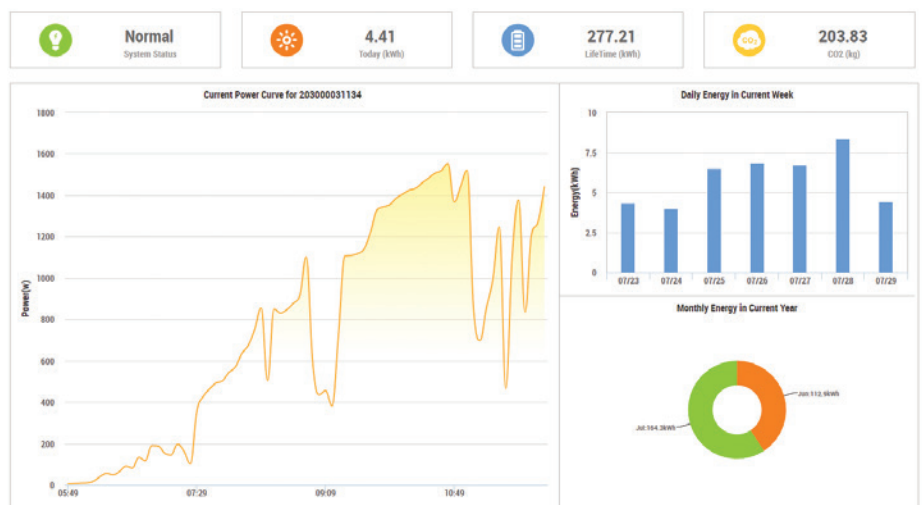 Normal
System Status
4.41
Today (kWh)
277.21
LifeTime (kWh)
CO2
203.83
CO2 (kg)
Current Power Curve for 203000031134
1800
1600
1400
1200
1000
800
600
400
200
0
Power(w)
05:49
07:29
09:09
10:49
Daily Energy in Current Week
10
7.5
5
2.5
0
Energy(kWh)
07/23
07/24
07/25
07/26
07/27
07/28
07/29
Monthly Energy in Current Year
Jun:112.9kWh
Jul:164.3kWh